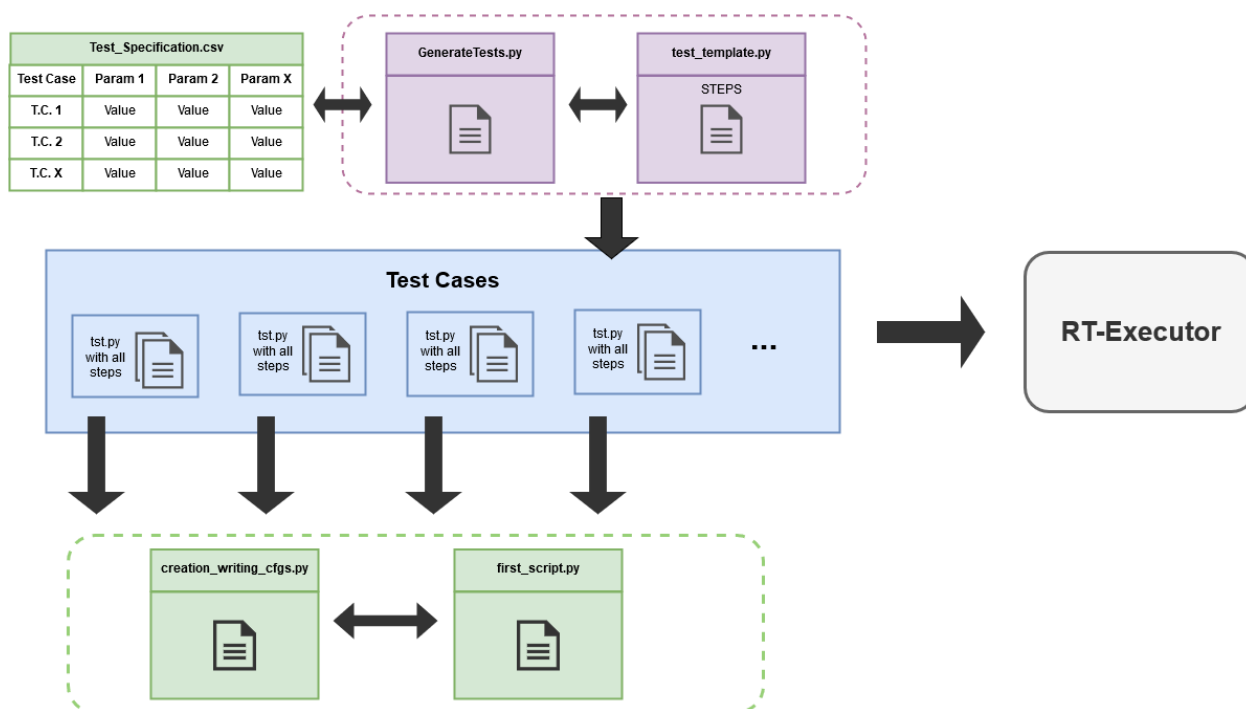 Test_Specification.csv
Test Case Param 1 Param 2 Param X
T.C. 1 Value Value Value
T.C. 2 Value Value Value
T.C. X Value Value Value
GenerateTests.py
test_template.py
STEPS
Test Cases
tst.py
with all
steps
tst.py
with all
steps
tst.py
with all
steps
tst.py
with all
steps
...
RT-Executor
creation_writing_cfgs.py
first_script.py